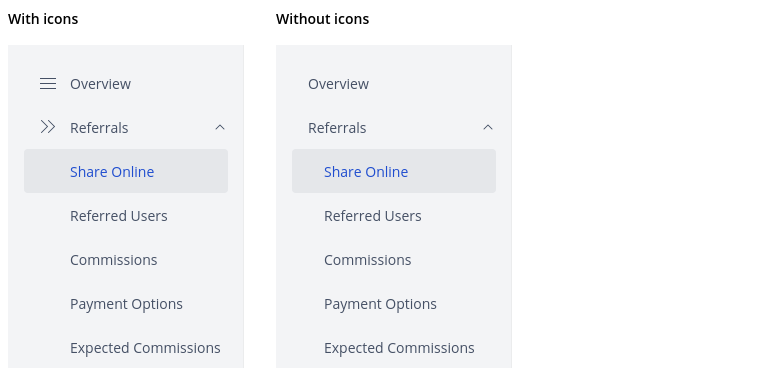 With icons
Overview
Referrals
Share Online
Referred Users
Commissions
Payment Options
Expected Commissions
Without icons
Overview
Referrals
Share Online
Referred Users
Commissions
Payment Options
Expected Commissions